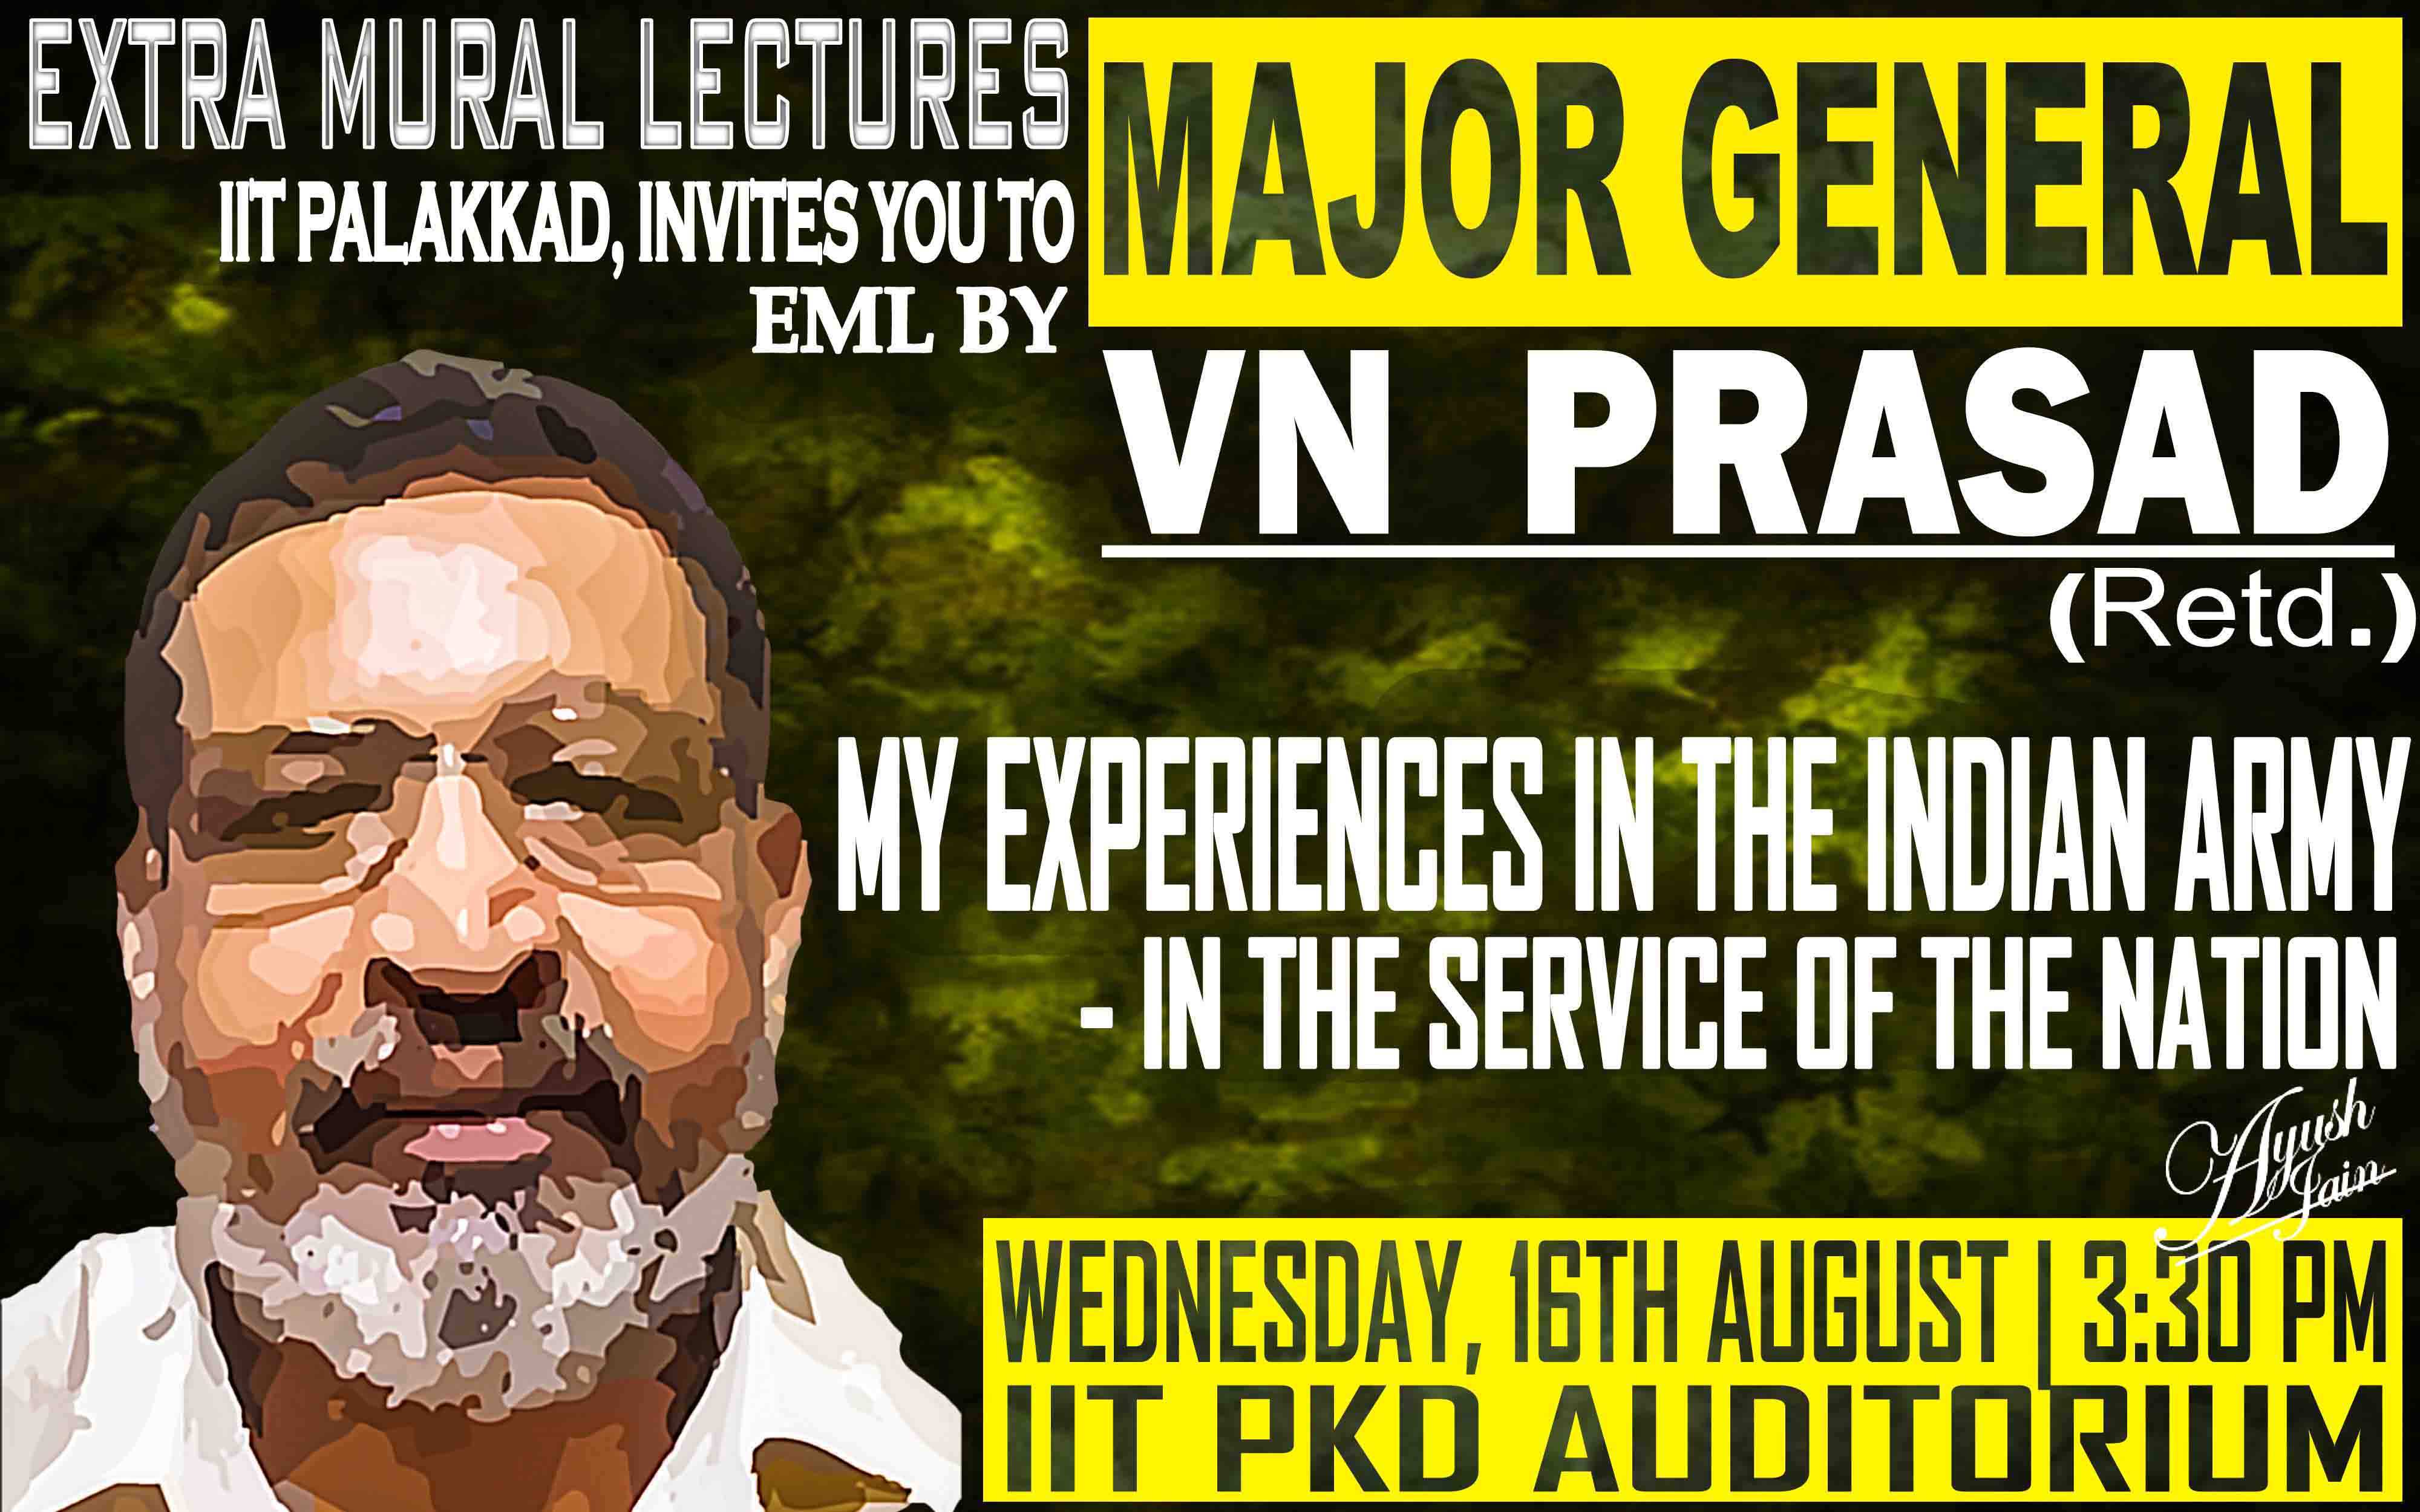 EXTRA MURAL LECTURES
IIT PALAKKAD, INVITES YOU TO
EML BY
MAJOR GENERAL
VN PRASAD
(Retd.)
MY EXPERIENCES IN THE INDIAN ARMY
- IN THE SERVICE OF THE NATION
Ayush
Jain
WEDNESDAY, 16TH AUGUST | 3:30 PM
IIT PKD AUDITORIUM